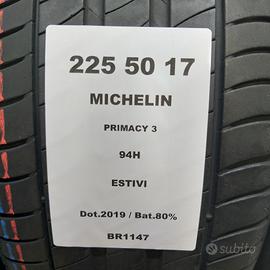 225 50 17
MICHELIN
PRIMACY 3
94H
ESTIVI
Dot.2019 / Bat.80%
BR1147
subito